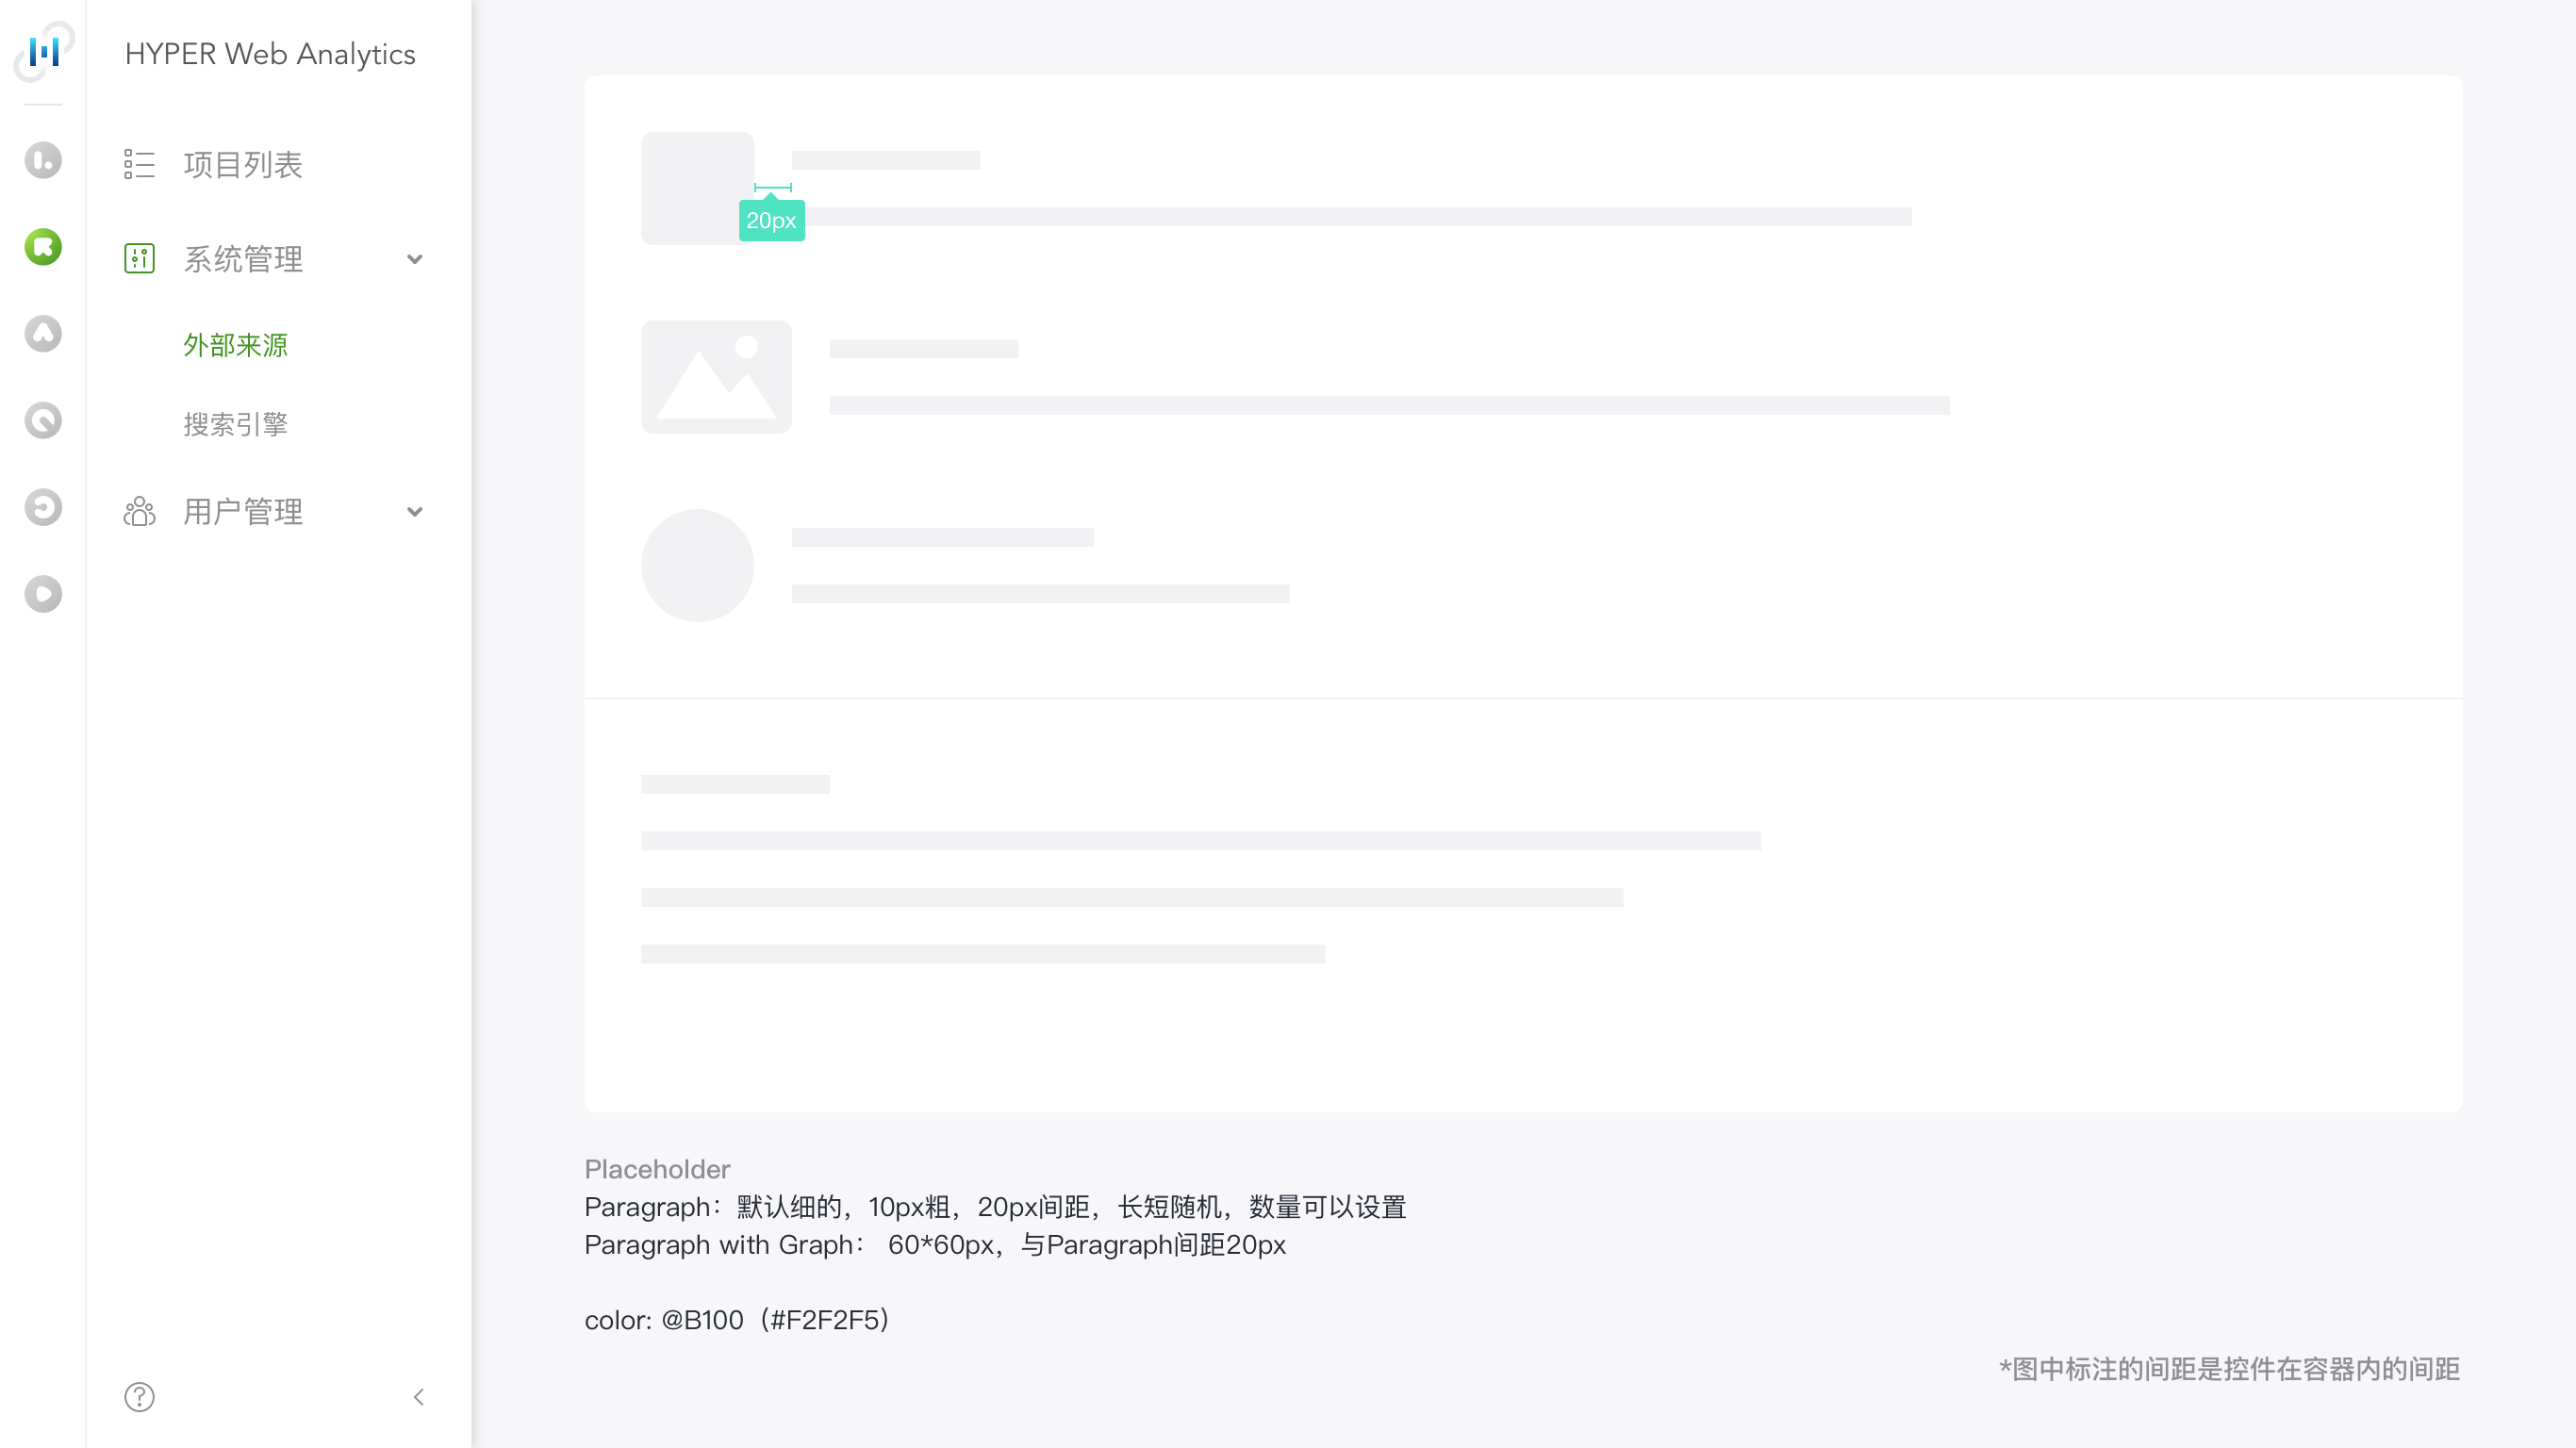 HYPER Web Analytics
项目列表
系统管理
外部来源
搜索引擎
用户管理
20px
Placeholder
Paragraph：默认细的，10px粗，20px间距，长短随机，数量可以设置
Paragraph with Graph： 60*60px，与Paragraph间距20px
color: @B100（#F2F2F5）
*图中标注的间距是控件在容器内的间距